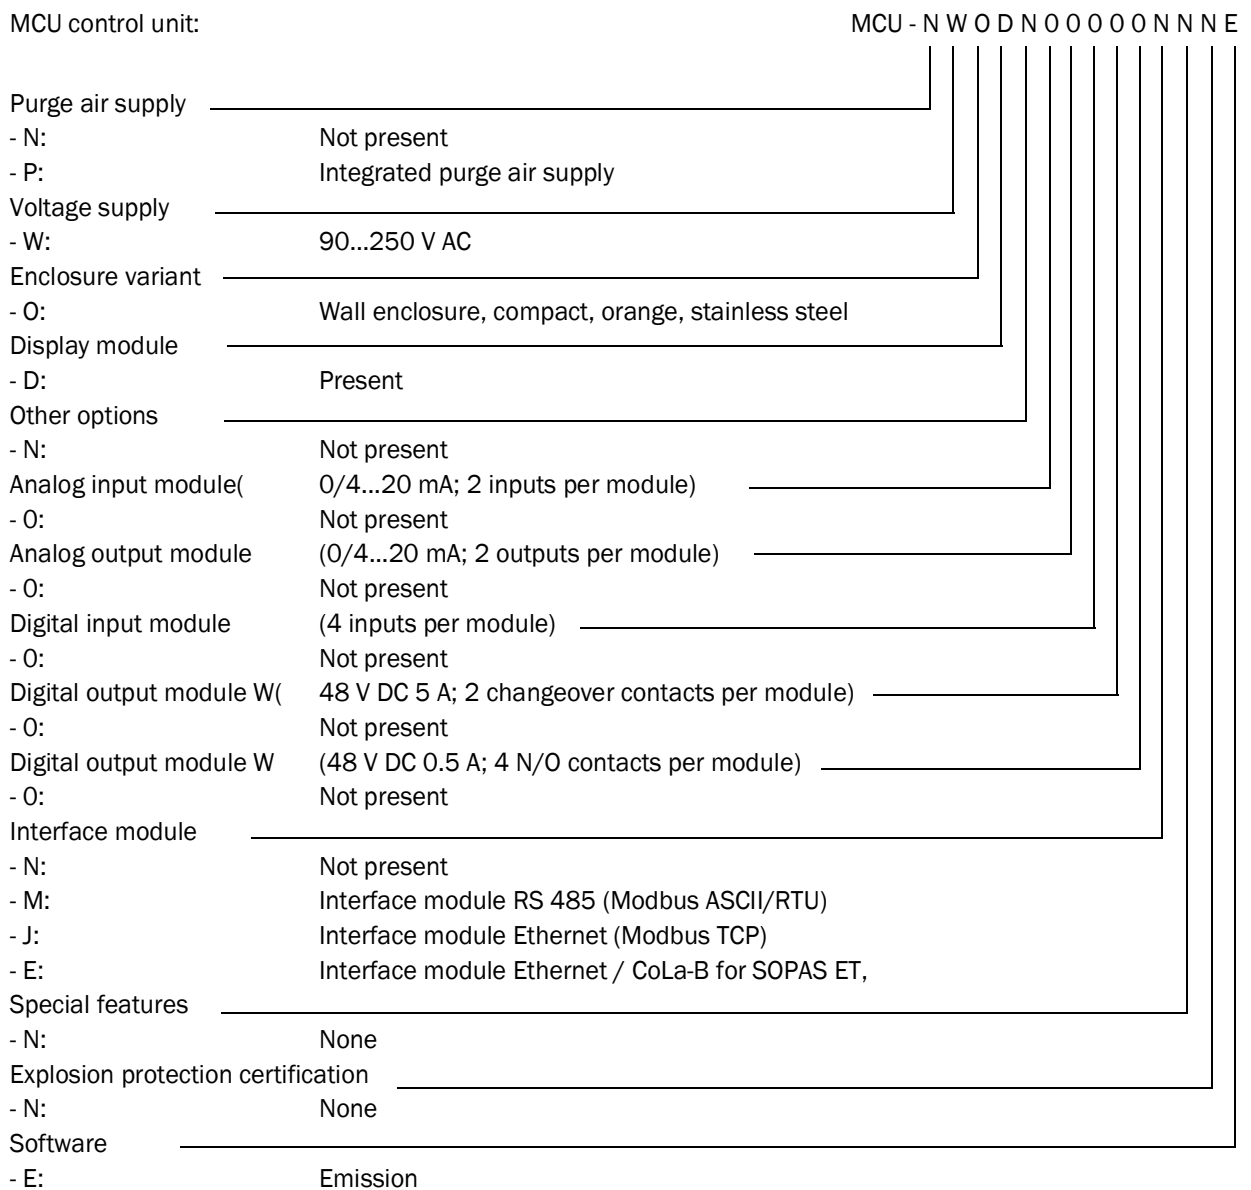 MCU control unit: MCU - N W O D N 0 0 0 0 0 N N N E
Purge air supply
- N: Not present
- P: Integrated purge air supply
Voltage supply
- W: 90...250 V AC
Enclosure variant
- O: Wall enclosure, compact, orange, stainless steel
Display module
- D: Present
Other options
- N: Not present
Analog input module( 0/4...20 mA; 2 inputs per module)
- 0: Not present
Analog output module (0/4...20 mA; 2 outputs per module)
- 0: Not present
Digital input module (4 inputs per module)
- 0: Not present
Digital output module W( 48 V DC 5 A; 2 changeover contacts per module)
- 0: Not present
Digital output module W (48 V DC 0.5 A; 4 N/O contacts per module)
- 0: Not present
Interface module
- N: Not present
- M: Interface module RS 485 (Modbus ASCII/RTU)
- J: Interface module Ethernet (Modbus TCP)
- E: Interface module Ethernet / CoLa-B for SOPAS ET,
Special features
- N: None
Explosion protection certification
- N: None
Software
- E: Emission